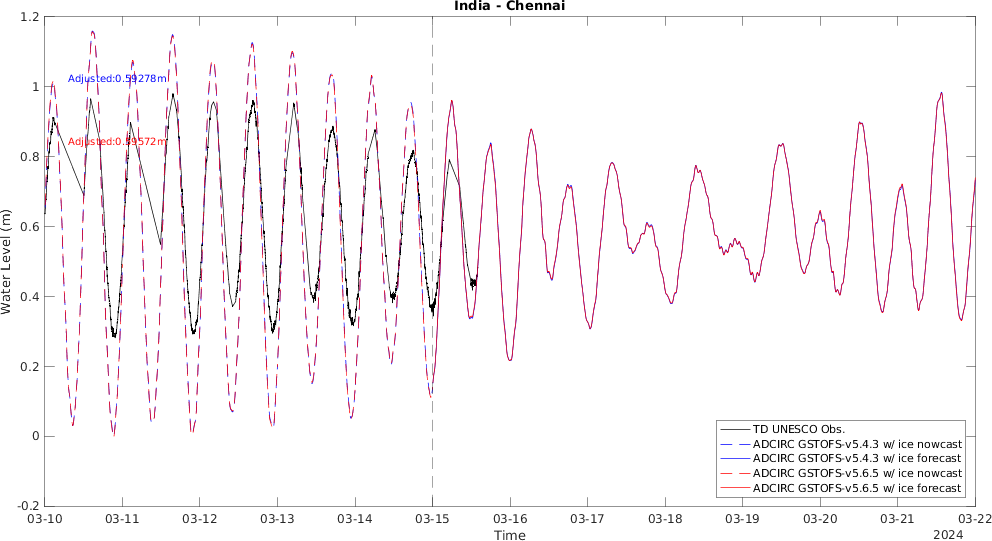 India - Chennai
1.2
1
0.8
0.6
0.4
0.2
0
-0.2
Water Level (m)
Adjusted:0.59278m
Adjusted:0.59572m
TD UNESCO Obs.
ADCIRC GSTOFS-v5.4.3 w/ ice nowcast
ADCIRC GSTOFS-v5.4.3 w/ ice forecast
ADCIRC GSTOFS-v5.6.5 w/ ice nowcast
ADCIRC GSTOFS-v5.6.5 w/ ice forecast
03-10 03-11 03-12 03-13 03-14 03-15 03-16 03-17 03-18 03-19 03-20 03-21 03-22
Time
2024